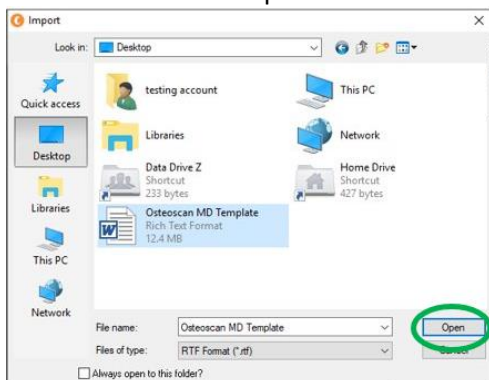 Import
Look in:
Desktop
Quick access
Desktop
Libraries
This PC
Network
testing account
This PC
Libraries
Network
Data Drive Z
Shortcut
233 bytes
Home Drive
Shortcut
427 bytes
Osteoscan MD Template
Rich Text Format
12.4 MB
File name:
Osteoscan MD Template
Open
Files of type:
RTF Format (*.rtf)
Always open to this folder?